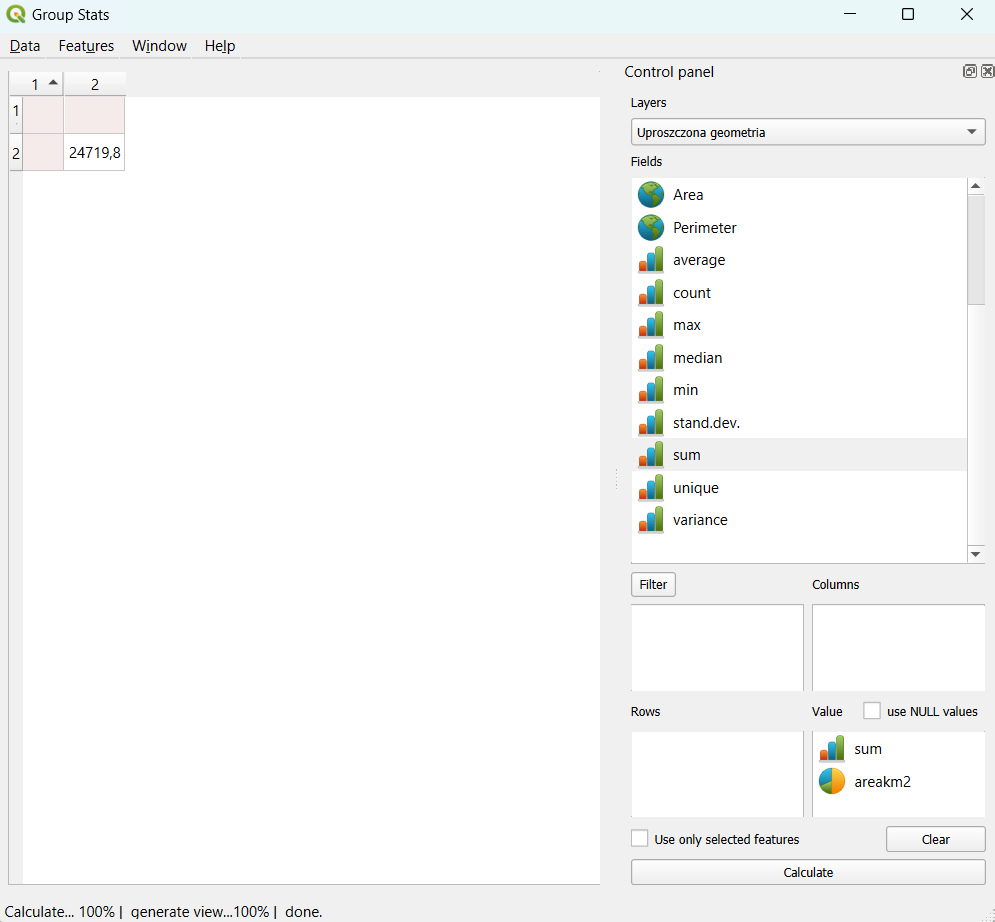 Group Stats
Data Features Window Help
1 2
1
2 24719,8
Control panel
Layers
Uproszczona geometria
Fields
Area
Perimeter
average
count
max
median
min
stand.dev.
sum
unique
variance
Filter Columns
Rows Value use NULL values
sum
areakm2
Use only selected features Clear
Calculate
Calculate... 100% | generate view...100% | done.